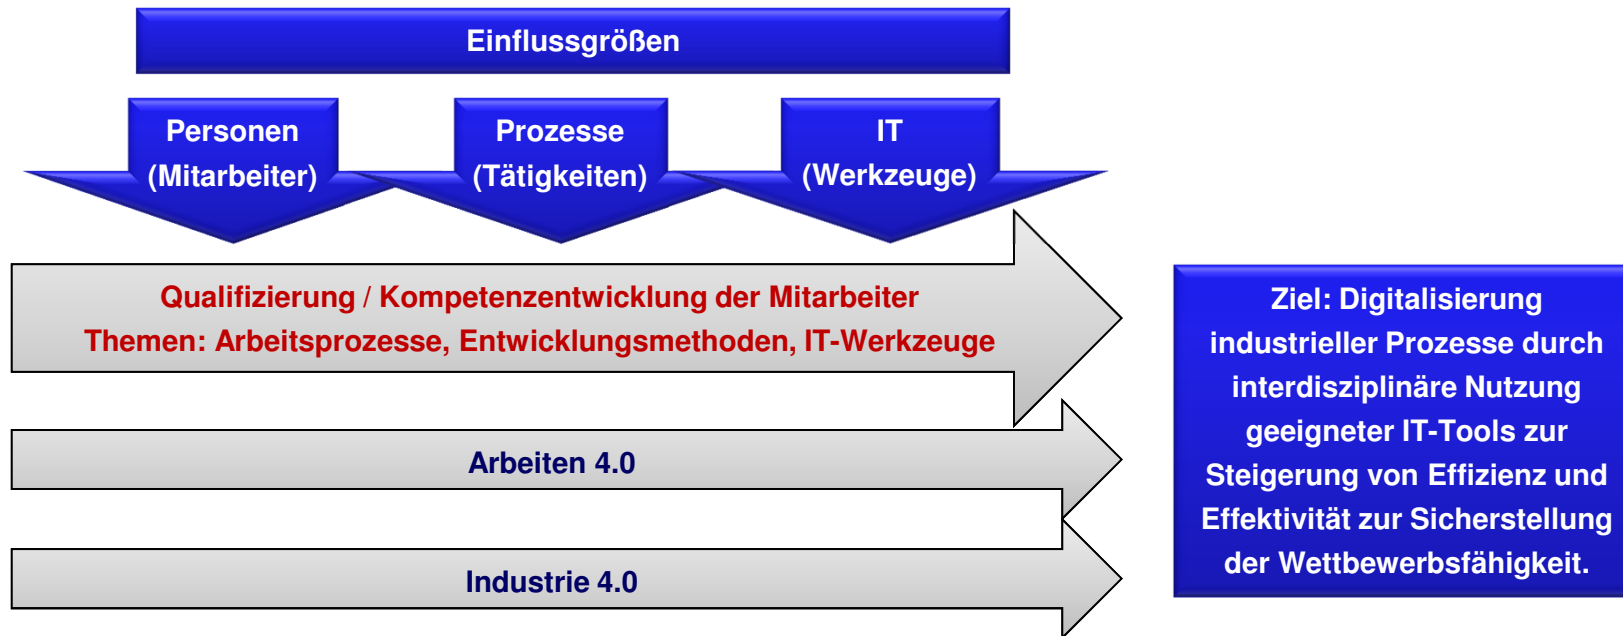 Einflussgrößen
Personen
(Mitarbeiter)
Prozesse
(Tätigkeiten)
IT
(Werkzeuge)
Qualifizierung / Kompetenzentwicklung der Mitarbeiter
Themen: Arbeitsprozesse, Entwicklungsmethoden, IT-Werkzeuge
Arbeiten 4.0
Industrie 4.0
Ziel: Digitalisierung
industrieller Prozesse durch
interdisziplinäre Nutzung
geeigneter IT-Tools zur
Steigerung von Effizienz und
Effektivität zur Sicherstellung
der Wettbewerbsfähigkeit.